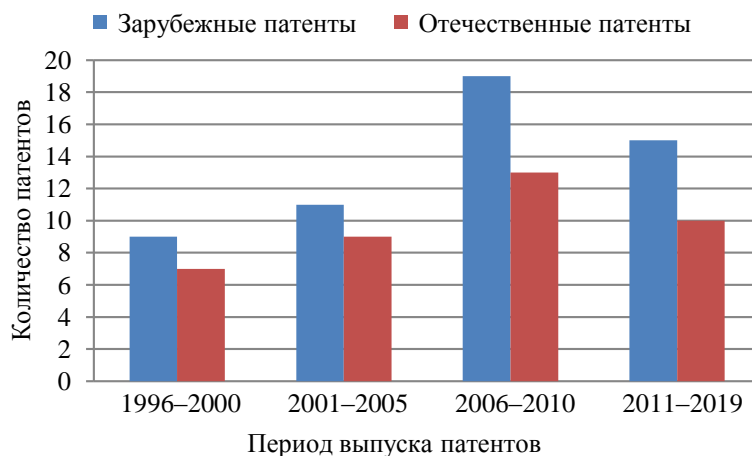 Зарубежные патенты Отечественные патенты
Количество патентов
20
18
16
14
12
10
8
6
4
2
0
1996–2000 2001–2005 2006–2010 2011–2019
Период выпуска патентов